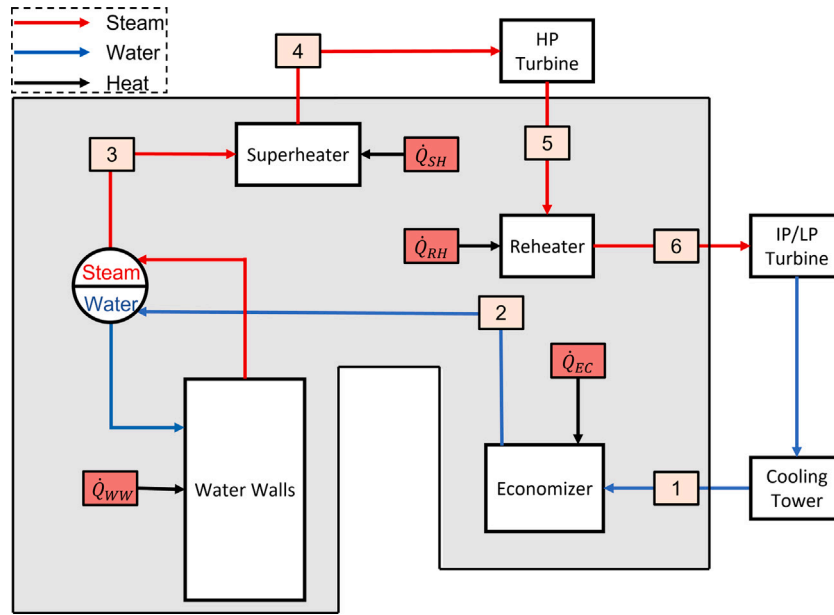 Steam
Water
Heat
4
HP
Turbine
3
Superheater
Q̇SH
5
Q̇RH
Reheater
6
IP/LP
Turbine
Steam
Water
2
Q̇EC
Q̇WW
Water Walls
Economizer
1
Cooling
Tower